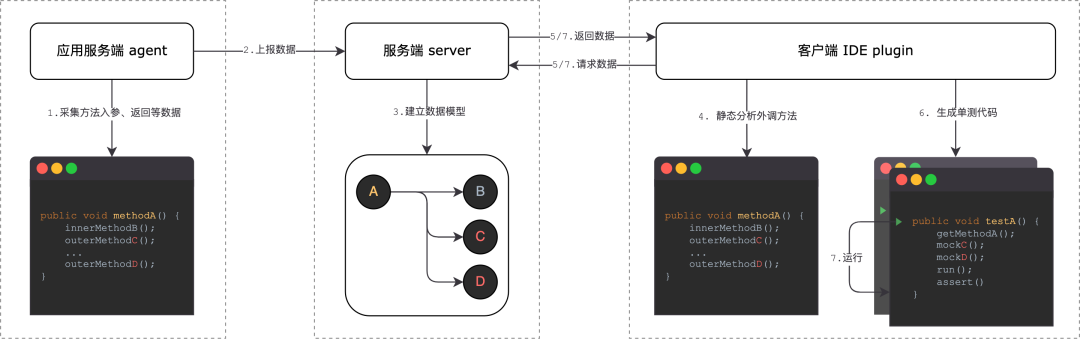 应用服务端 agent
2.上报数据
服务端 server
5/7.返回数据
5/7.请求数据
客户端 IDE plugin
1.采集方法入参、返回等数据
3.建立数据模型
4. 静态分析外调方法
6. 生成单测代码
public void methodA() {
innerMethodB();
outerMethodC();
...
outerMethodD();
}
A
B
C
D
public void methodA() {
innerMethodB();
outerMethodC();
...
outerMethodD();
}
7.运行
public void testA() {
getMethodA();
mockC();
mockD();
run();
assert()
}